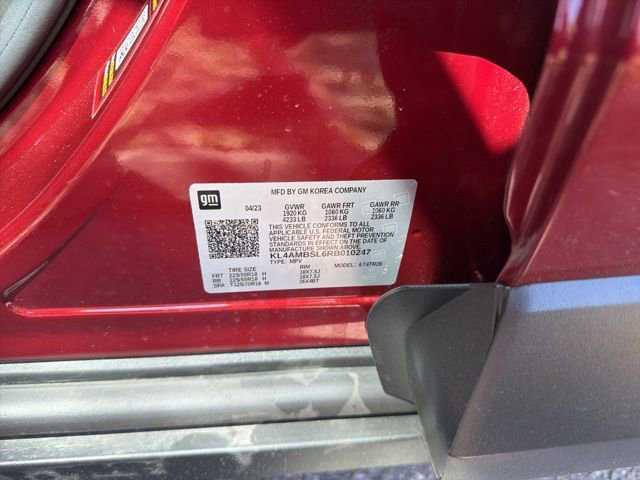 gm
MFD BY GM KOREA COMPANY
04/23 GVWR GAWR FRT GAWR RR
1920 KG 1060 KG 1060 KG
4233 LB 2336 LB 2336 LB
THIS VEHICLE CONFORMS TO ALL
APPLICABLE U.S. FEDERAL MOTOR
VEHICLE SAFETY AND THEFT PREVENTION
STANDARDS IN EFFECT ON THE DATE OF
MANUFACTURE SHOWN ABOVE.
KL4AMBSL6RB010247
TYPE: MPV MODEL: 674TR26
TIRE SIZE RIM
FRT 225/55R18 H 18X7.5J
RR 225/55R18 H 18X7.5J
SPA T125/70R16 M 16X4BT